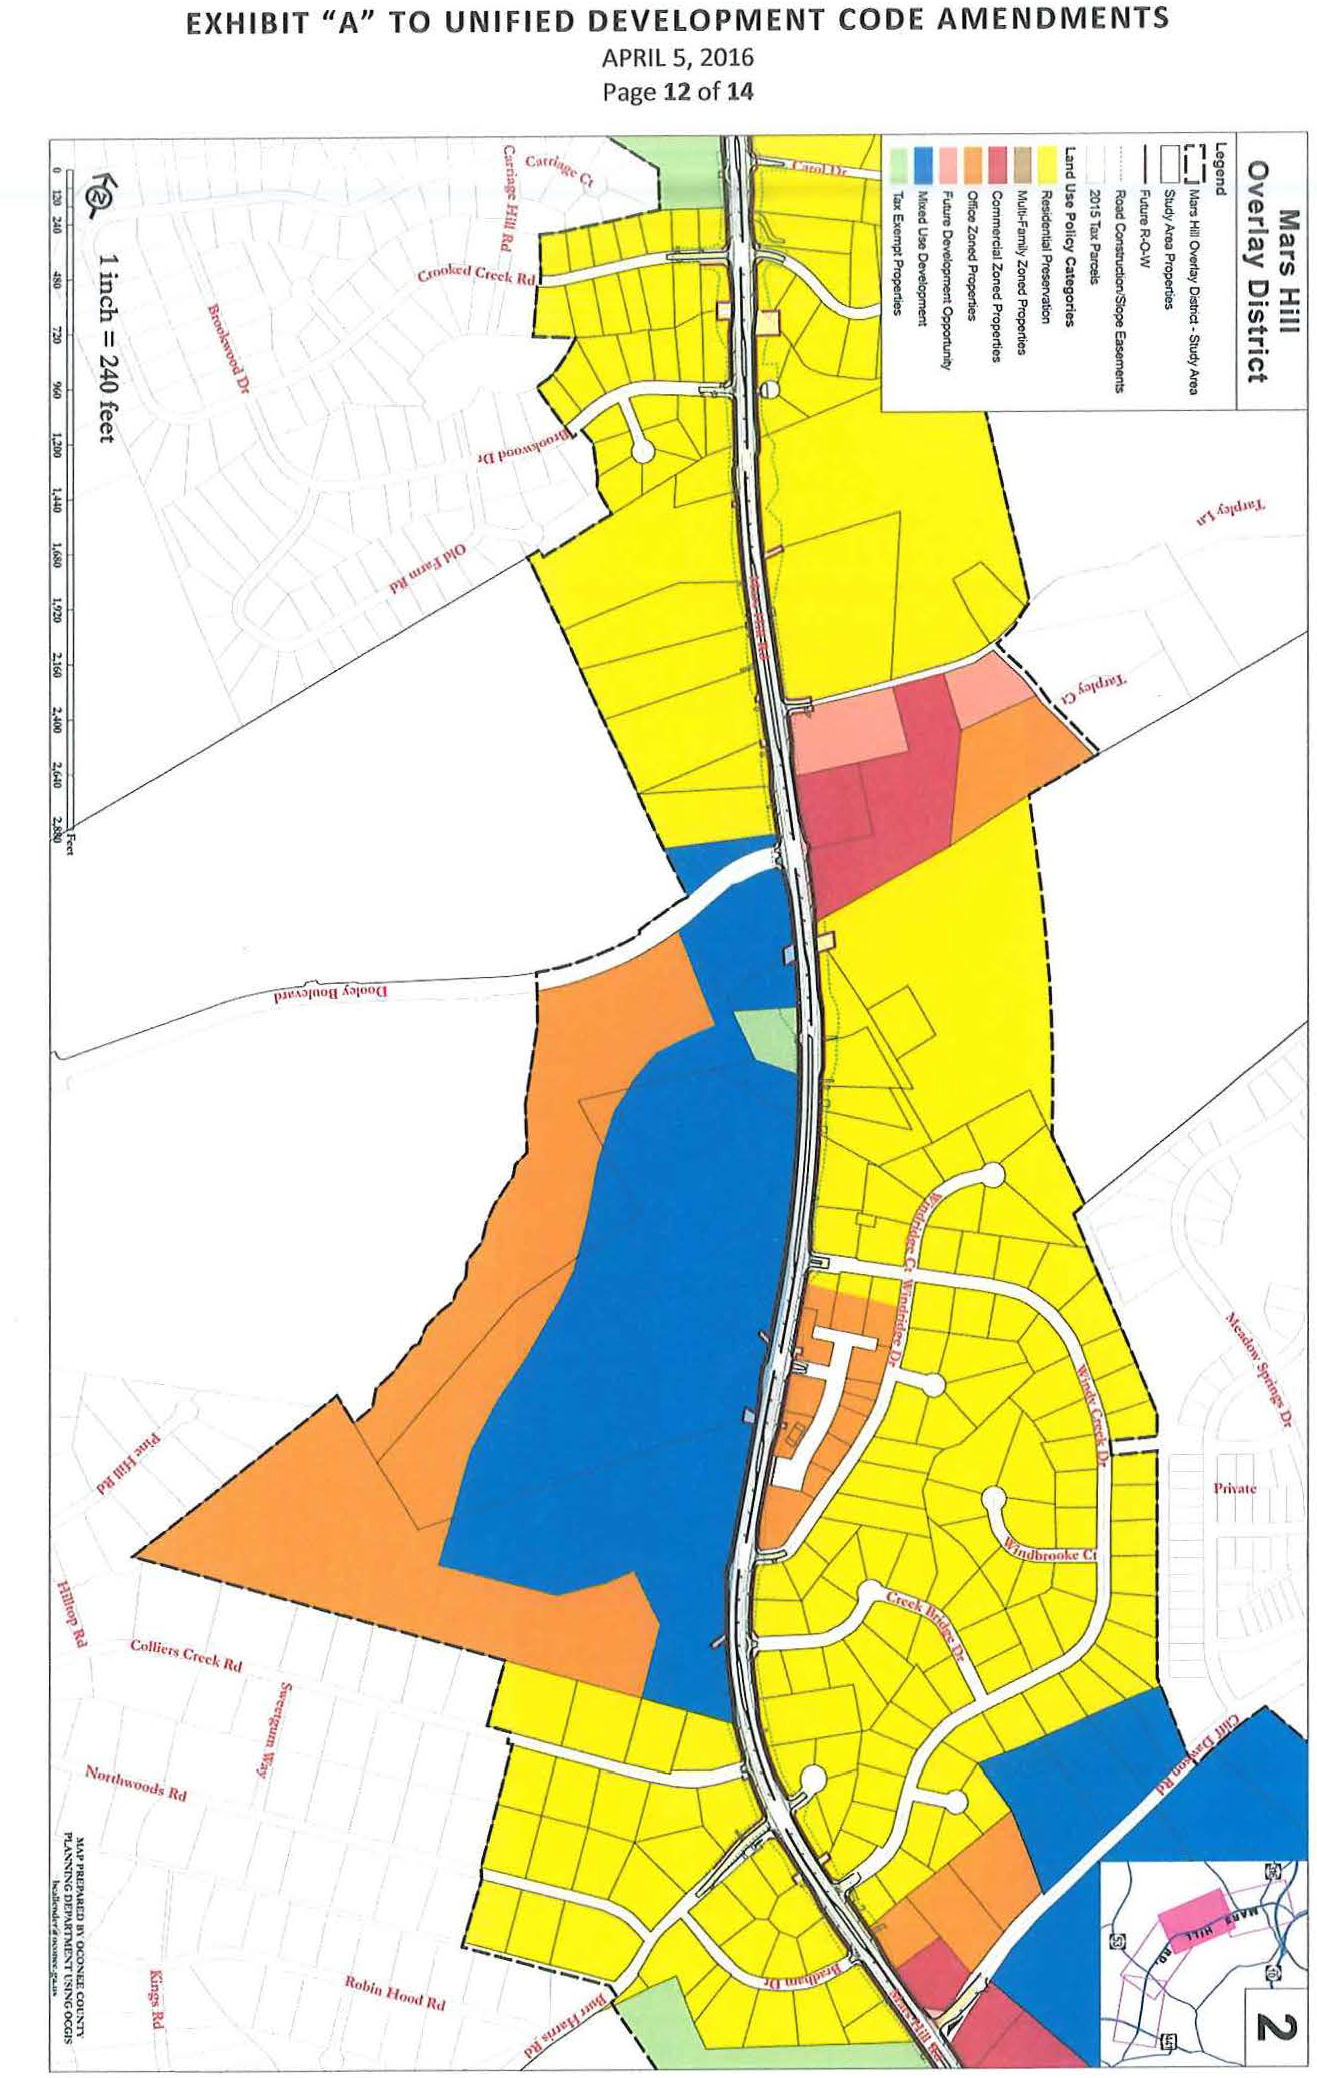 EXHIBIT “A” TO UNIFIED DEVELOPMENT CODE AMENDMENTS
APRIL 5, 2016
Page 12 of 14
Mars Hill
Overlay District
Legend
Mars Hill Overlay District - Study Area
Study Area Properties
Future R-O-W
Road Construction/Slope Easements
2015 Tax Parcels
Land Use Policy Categories
Residential Preservation
Multi-Family Zoned Properties
Commercial Zoned Properties
Office Zoned Properties
Future Development Opportunity
Mixed Use Development
Tax Exempt Properties
Carol Dr
Carriage Ct
Carriage Hill Rd
Crooked Creek Rd
Brookwood Dr
Brookwood Dr
Old Farm Rd
Mars Hill Rd
Tarpley Ln
Tarpley Ct
Dooley Boulevard
Windridge Ct
Windridge Dr
Windy Creek Dr
Meadow Springs Dr
Private
Windbrooke Ct
Creek Bridge Dr
Cliff Dawson Rd
Pine Hill Rd
Hilltop Rd
Colliers Creek Rd
Sweetgum Way
Northwoods Rd
Kings Rd
Robin Hood Rd
Burr Harris Rd
Bradham Dr
Mars Hill Rd
1 inch = 240 feet
0 120 240 480 720 960 1,200 1,440 1,680 1,920 2,160 2,400 2,640 2,880
Feet
N
MARS HILL RD.
53
2
MAP PREPARED BY OCONEE COUNTY
PLANNING DEPARTMENT USING OCGIS